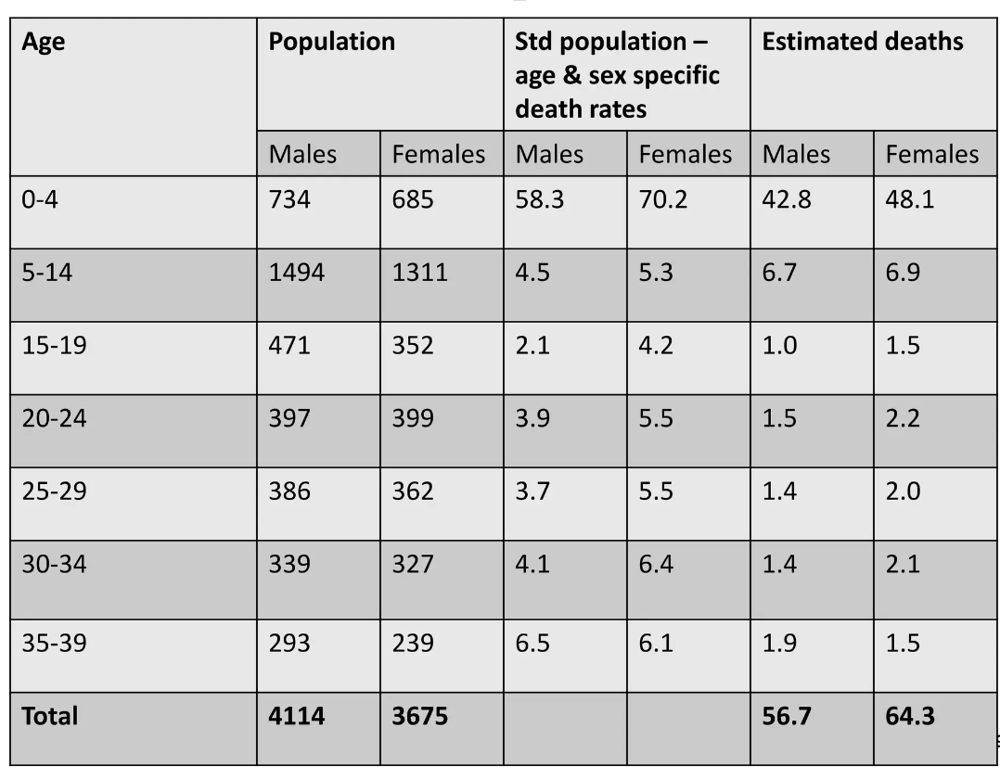 Age Population Std population – Estimated deaths
age & sex specific
death rates
Males Females Males Females Males Females
0-4 734 685 58.3 70.2 42.8 48.1
5-14 1494 1311 4.5 5.3 6.7 6.9
15-19 471 352 2.1 4.2 1.0 1.5
20-24 397 399 3.9 5.5 1.5 2.2
25-29 386 362 3.7 5.5 1.4 2.0
30-34 339 327 4.1 6.4 1.4 2.1
35-39 293 239 6.5 6.1 1.9 1.5
Total 4114 3675 56.7 64.3